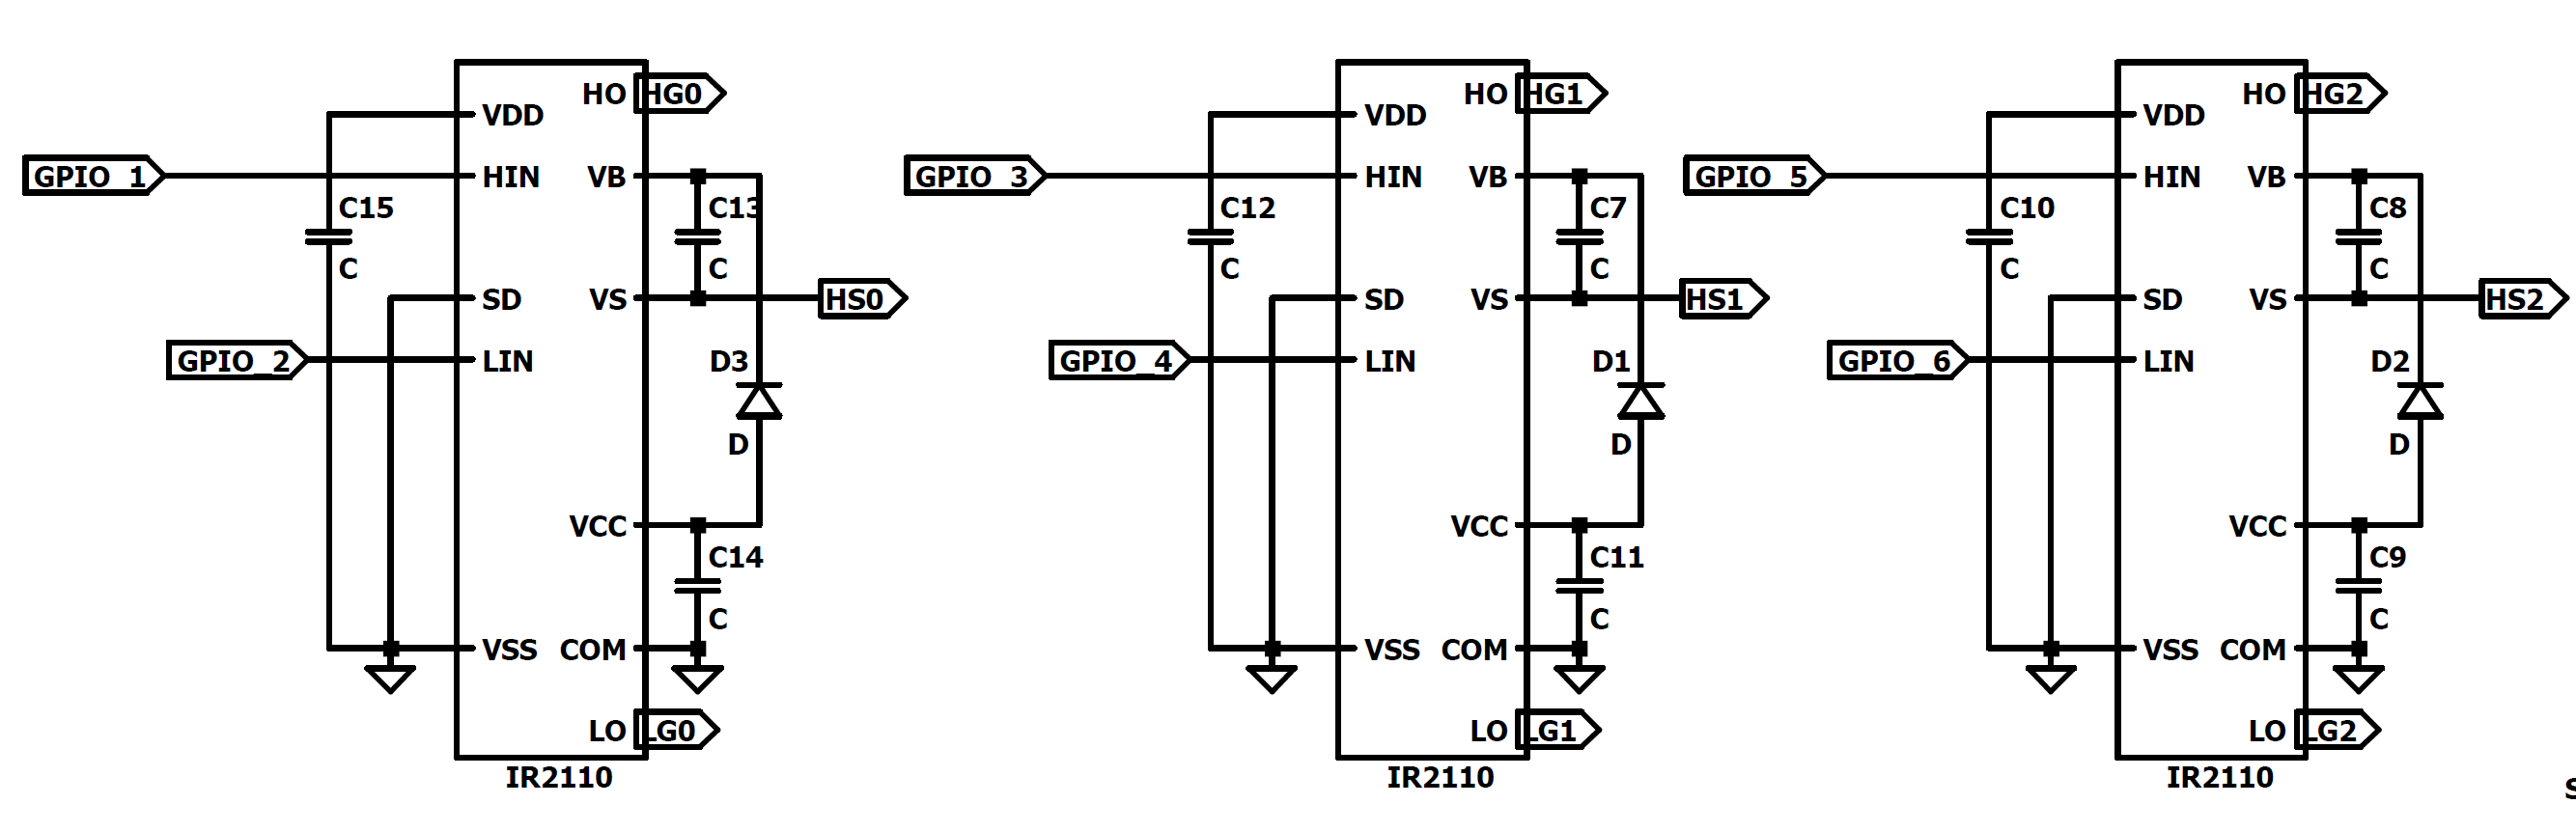 HO HG0
VDD
GPIO_1 HIN VB
C15 C13
C C
SD VS HS0
GPIO_2 LIN D3
D
VCC
C14
C
VSS COM
LO LG0
IR2110
HO HG1
VDD
GPIO_3 HIN VB
C12 C7
C C
SD VS HS1
GPIO_4 LIN D1
D
VCC
C11
C
VSS COM
LO LG1
IR2110
HO HG2
VDD
GPIO_5 HIN VB
C10 C8
C C
SD VS HS2
GPIO_6 LIN D2
D
VCC
C9
C
VSS COM
LO LG2
IR2110